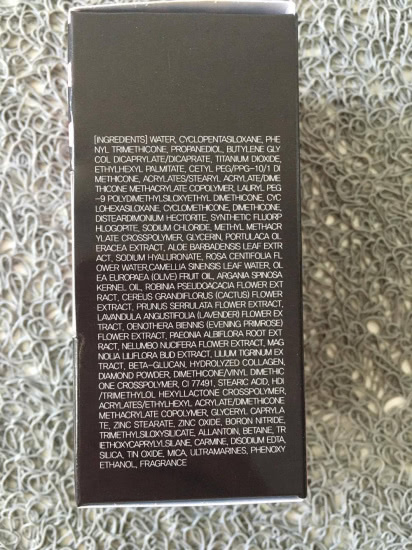 [INGREDIENTS] WATER, CYCLOPENTASILOXANE, PHE
NYL TRIMETHICONE, PROPANEDIOL, BUTYLENE GLY
COL DICAPRYLATE/DICAPRATE, TITANIUM DIOXIDE,
ETHYLHEXYL PALMITATE, CETYL PEG/PPG-10/1 DI
METHICONE, ACRYLATES/STEARYL ACRYLATE/DIME
THICONE METHACRYLATE COPOLYMER, LAURYL PEG
-9 POLYDIMETHYLSILOXYETHYL DIMETHICONE, CYC
LOHEXASILOXANE, CYCLOMETHICONE, DIMETHICONE,
DISTEARDIMONIUM HECTORITE, SYNTHETIC FLUORP
HLOGOPITE, SODIUM CHLORIDE, METHYL METHACR
YLATE CROSSPOLYMER, GLYCERIN, PORTULACA OL
ERACEA EXTRACT, ALOE BARBADENSIS LEAF EXTR
ACT, SODIUM HYALURONATE, ROSA CENTIFOLIA FL
OWER WATER,CAMELLIA SINENSIS LEAF WATER, OL
EA EUROPAEA (OLIVE) FRUIT OIL, ARGANIA SPINOSA
KERNEL OIL, ROBINIA PSEUDOACACIA FLOWER EXT
RACT, CEREUS GRANDIFLORUS (CACTUS) FLOWER
EXTRACT, PRUNUS SERRULATA FLOWER EXTRACT,
LAVANDULA ANGUSTIFOLIA (LAVENDER) FLOWER EX
TRACT, OENOTHERA BIENNIS (EVENING PRIMROSE)
FLOWER EXTRACT, PAEONIA ALBIFLORA ROOT EXT
RACT, NELUMBO NUCIFERA FLOWER EXTRACT, MAG
NOLIA LILIFLORA BUD EXTRACT, LILIUM TIGRINUM EX
TRACT, BETA-GLUCAN, HYDROLYZED COLLAGEN,
DIAMOND POWDER, DIMETHICONE/VINYL DIMETHIC
ONE CROSSPOLYMER, CI 77491, STEARIC ACID, HDI
/TRIMETHYLOL HEXYLLACTONE CROSSPOLYMER,
ACRYLATES/ETHYLHEXYL ACRYLATE/DIMETHICONE
METHACRYLATE COPOLYMER, GLYCERYL CAPRYLA
TE, ZINC STEARATE, ZINC OXIDE, BORON NITRIDE,
TRIMETHYLSILOXYSILICATE, ALLANTOIN, BETAINE, TR
IETHOXYCAPRYLYLSILANE, CARMINE, DISODIUM EDTA,
SILICA, TIN OXIDE, MICA, ULTRAMARINES, PHENOXY
ETHANOL, FRAGRANCE